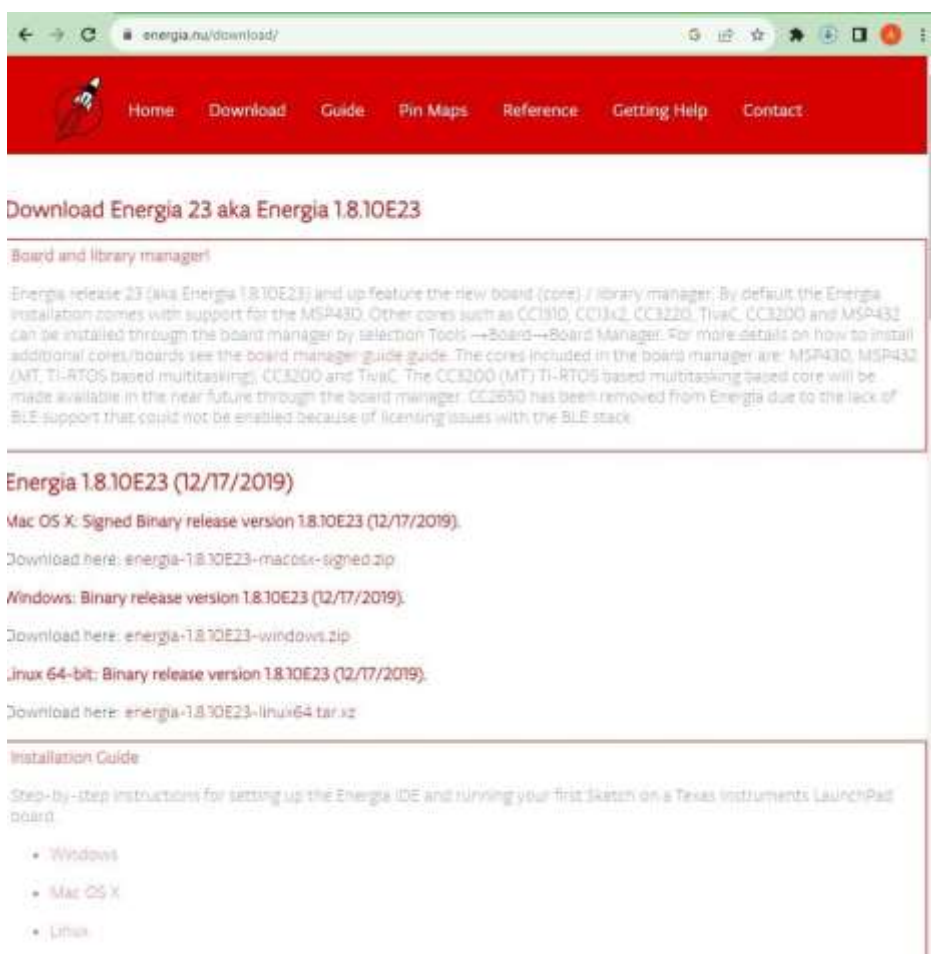 energia.nu/download/
Home Download Guide Pin Maps Reference Getting Help Contact
Download Energia 23 aka Energia 1.8.10E23
Board and library manager!
Energia release 23 (aka Energia 1.8.10E23) and up feature the new board (core) / library manager. By default the Energia
installation comes with support for the MSP430. Other cores such as CC1310, CC13x2, CC3220, TivaC, CC3200 and MSP432
can be installed through the board manager by selection Tools →Board→Board Manager. For more details on how to install
additional cores/boards see the board manager guide guide. The cores included in the board manager are: MSP430, MSP432
(MT, TI-RTOS based multitasking), CC3200 and TivaC. The CC3200 (MT) TI-RTOS based multitasking based core will be
made available in the near future through the board manager. CC2650 has been removed from Energia due to the lack of
BLE support that could not be enabled because of licensing issues with the BLE stack.
Energia 1.8.10E23 (12/17/2019)
Mac OS X: Signed Binary release version 1.8.10E23 (12/17/2019).
Download here: energia-1.8.10E23-macosx-signed.zip
Windows: Binary release version 1.8.10E23 (12/17/2019).
Download here: energia-1.8.10E23-windows.zip
Linux 64-bit: Binary release version 1.8.10E23 (12/17/2019).
Download here: energia-1.8.10E23-linux64.tar.xz
Installation Guide
Step-by-step instructions for setting up the Energia IDE and running your first Sketch on a Texas Instruments LaunchPad
board.
• Windows
• Mac OS X
• Linux